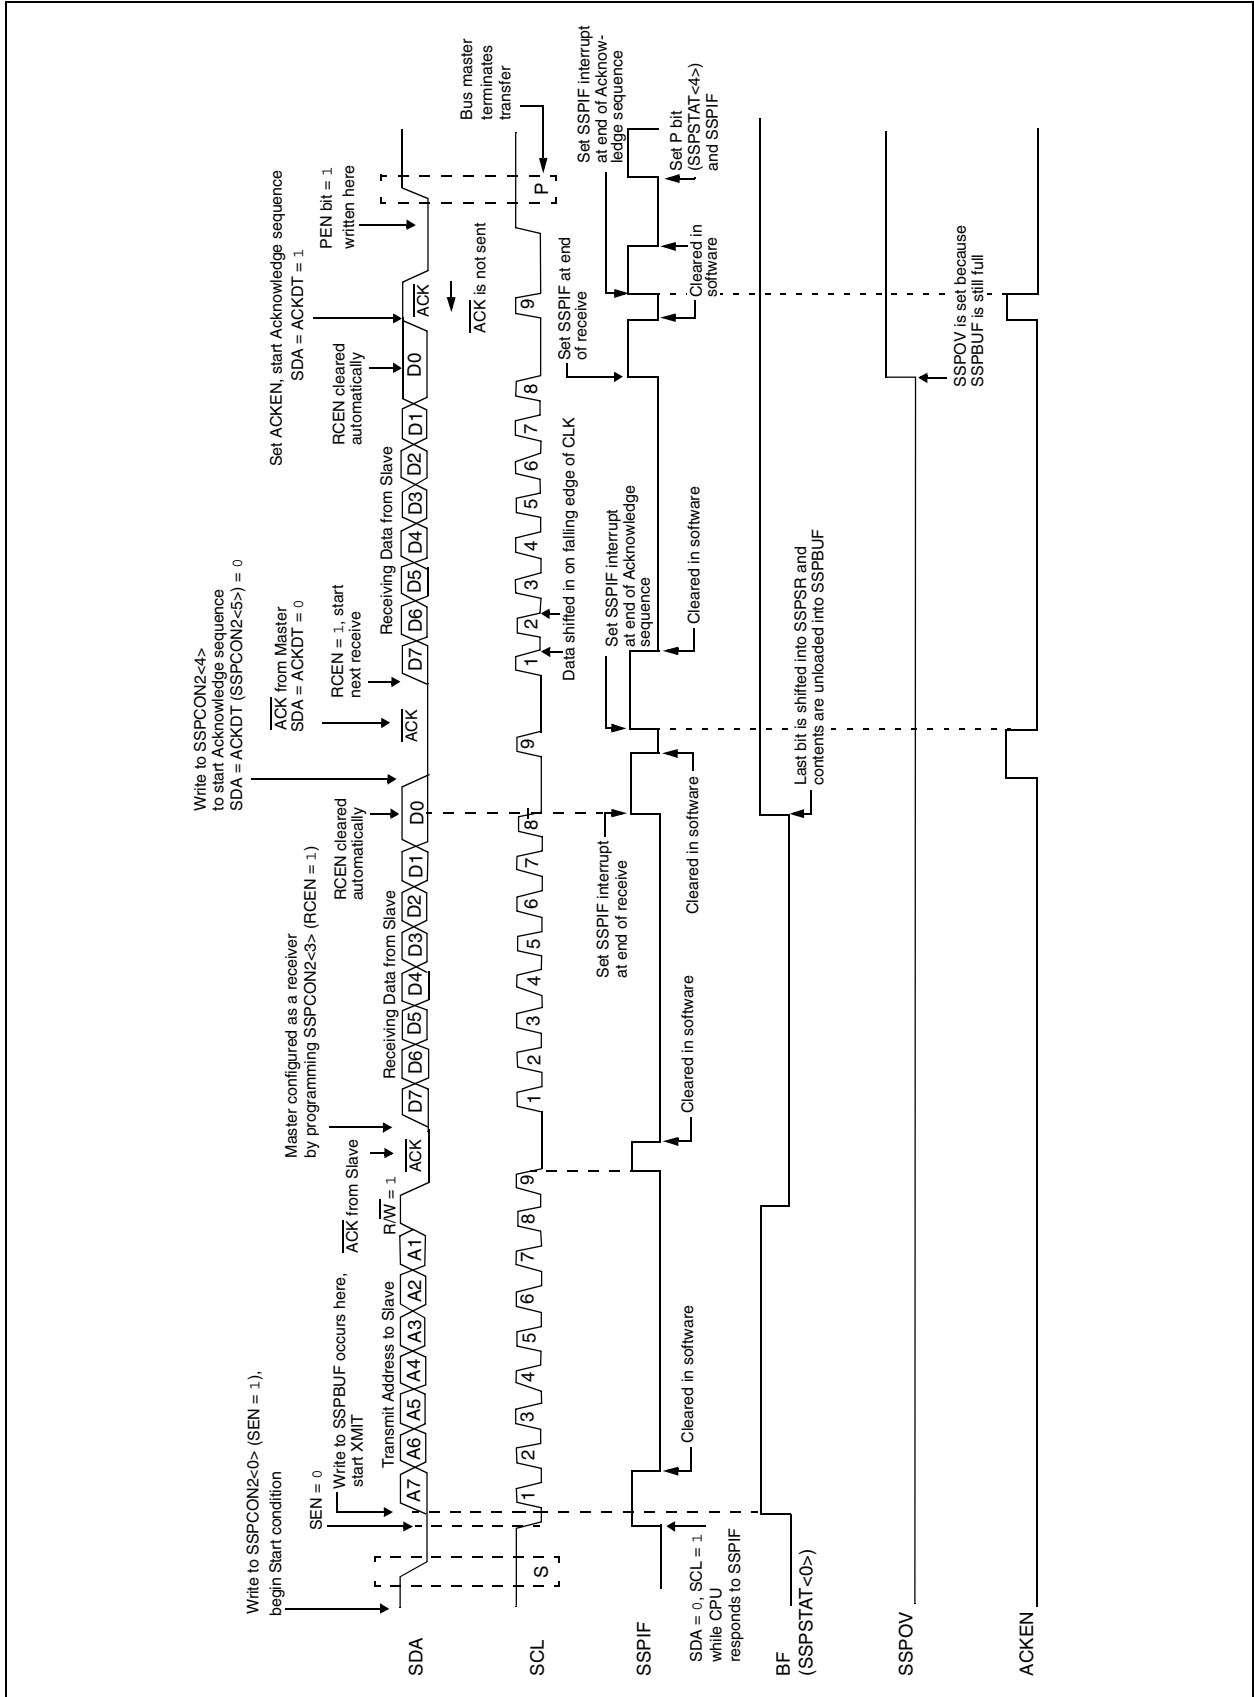 Write to SSPCON2<0> (SEN = 1),
begin Start condition
SEN = 0
Write to SSPBUF occurs here,
start XMIT
Transmit Address to Slave
ACK from Slave
R/W = 1
Master configured as a receiver
by programming SSPCON2<3> (RCEN = 1)
Receiving Data from Slave
RCEN cleared
automatically
Write to SSPCON2<4>
to start Acknowledge sequence
SDA = ACKDT (SSPCON2<5>) = 0
ACK from Master
SDA = ACKDT = 0
RCEN = 1, start
next receive
Receiving Data from Slave
RCEN cleared
automatically
Set ACKEN, start Acknowledge sequence
SDA = ACKDT = 1
PEN bit = 1
written here
SDA
A7 A6 A5 A4 A3 A2 A1 ACK D7 D6 D5 D4 D3 D2 D1 D0 ACK D7 D6 D5 D4 D3 D2 D1 D0 ACK
ACK is not sent
Bus master
terminates
transfer
SCL
S 1 2 3 4 5 6 7 8 9 1 2 3 4 5 6 7 8 9 1 2 3 4 5 6 7 8 9 P
Data shifted in on falling edge of CLK
Set SSPIF interrupt
at end of receive
Set SSPIF interrupt
at end of Acknowledge
sequence
Set SSPIF at end
of receive
Set SSPIF interrupt
at end of Acknow-
ledge sequence
SSPIF
SDA = 0, SCL = 1
while CPU
responds to SSPIF
Cleared in software
Cleared in software
Cleared in software
Cleared in software
Cleared in
software
Set P bit
(SSPSTAT<4>)
and SSPIF
BF
(SSPSTAT<0>)
Last bit is shifted into SSPSR and
contents are unloaded into SSPBUF
SSPOV
SSPOV is set because
SSPBUF is still full
ACKEN